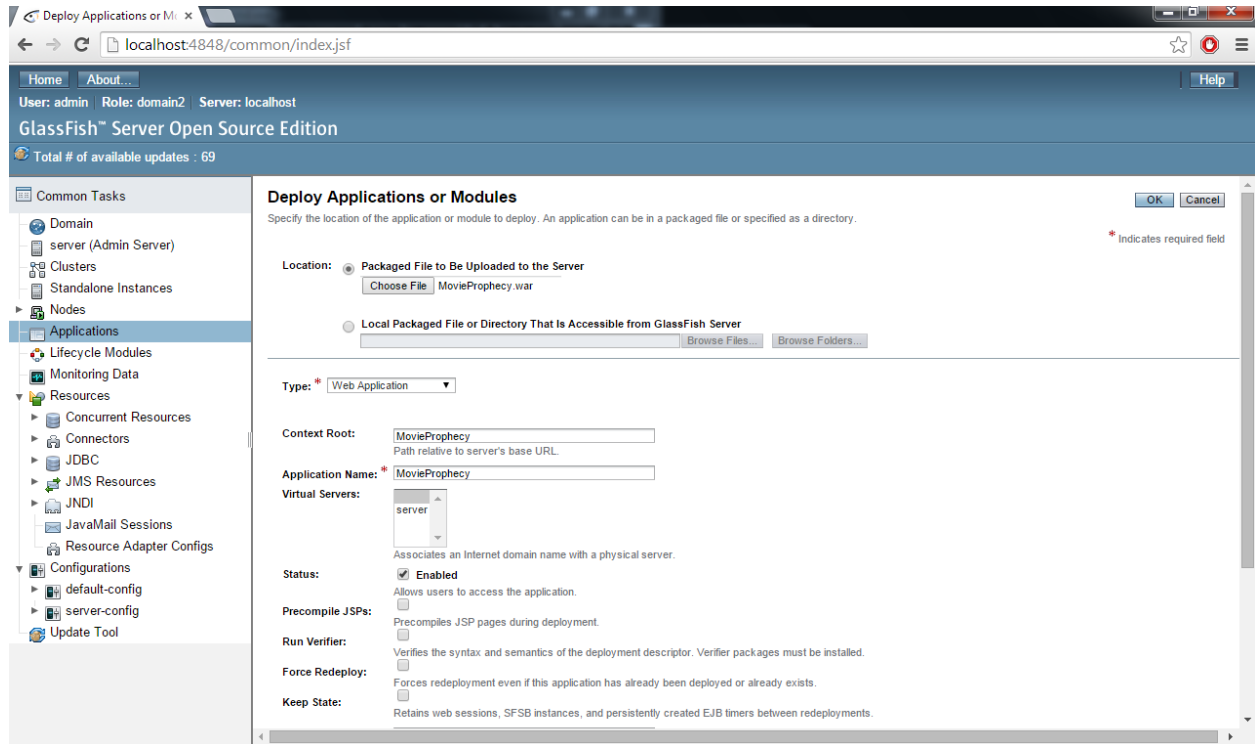 Deploy Applications or Mo
localhost:4848/common/index.jsf
Home About... Help
User: admin Role: domain2 Server: localhost
GlassFish™ Server Open Source Edition
Total # of available updates : 69
Common Tasks
Domain
server (Admin Server)
Clusters
Standalone Instances
Nodes
Applications
Lifecycle Modules
Monitoring Data
Resources
Concurrent Resources
Connectors
JDBC
JMS Resources
JNDI
JavaMail Sessions
Resource Adapter Configs
Configurations
default-config
server-config
Update Tool
Deploy Applications or Modules
OK Cancel
Specify the location of the application or module to deploy. An application can be in a packaged file or specified as a directory.
* Indicates required field
Location: Packaged File to Be Uploaded to the Server
Choose File MovieProphecy.war
Local Packaged File or Directory That Is Accessible from GlassFish Server
Browse Files... Browse Folders...
Type: * Web Application
Context Root: MovieProphecy
Path relative to server's base URL.
Application Name: * MovieProphecy
Virtual Servers:
server
Associates an Internet domain name with a physical server.
Status: Enabled
Allows users to access the application.
Precompile JSPs:
Precompiles JSP pages during deployment.
Run Verifier:
Verifies the syntax and semantics of the deployment descriptor. Verifier packages must be installed.
Force Redeploy:
Forces redeployment even if this application has already been deployed or already exists.
Keep State:
Retains web sessions, SFSB instances, and persistently created EJB timers between redeployments.